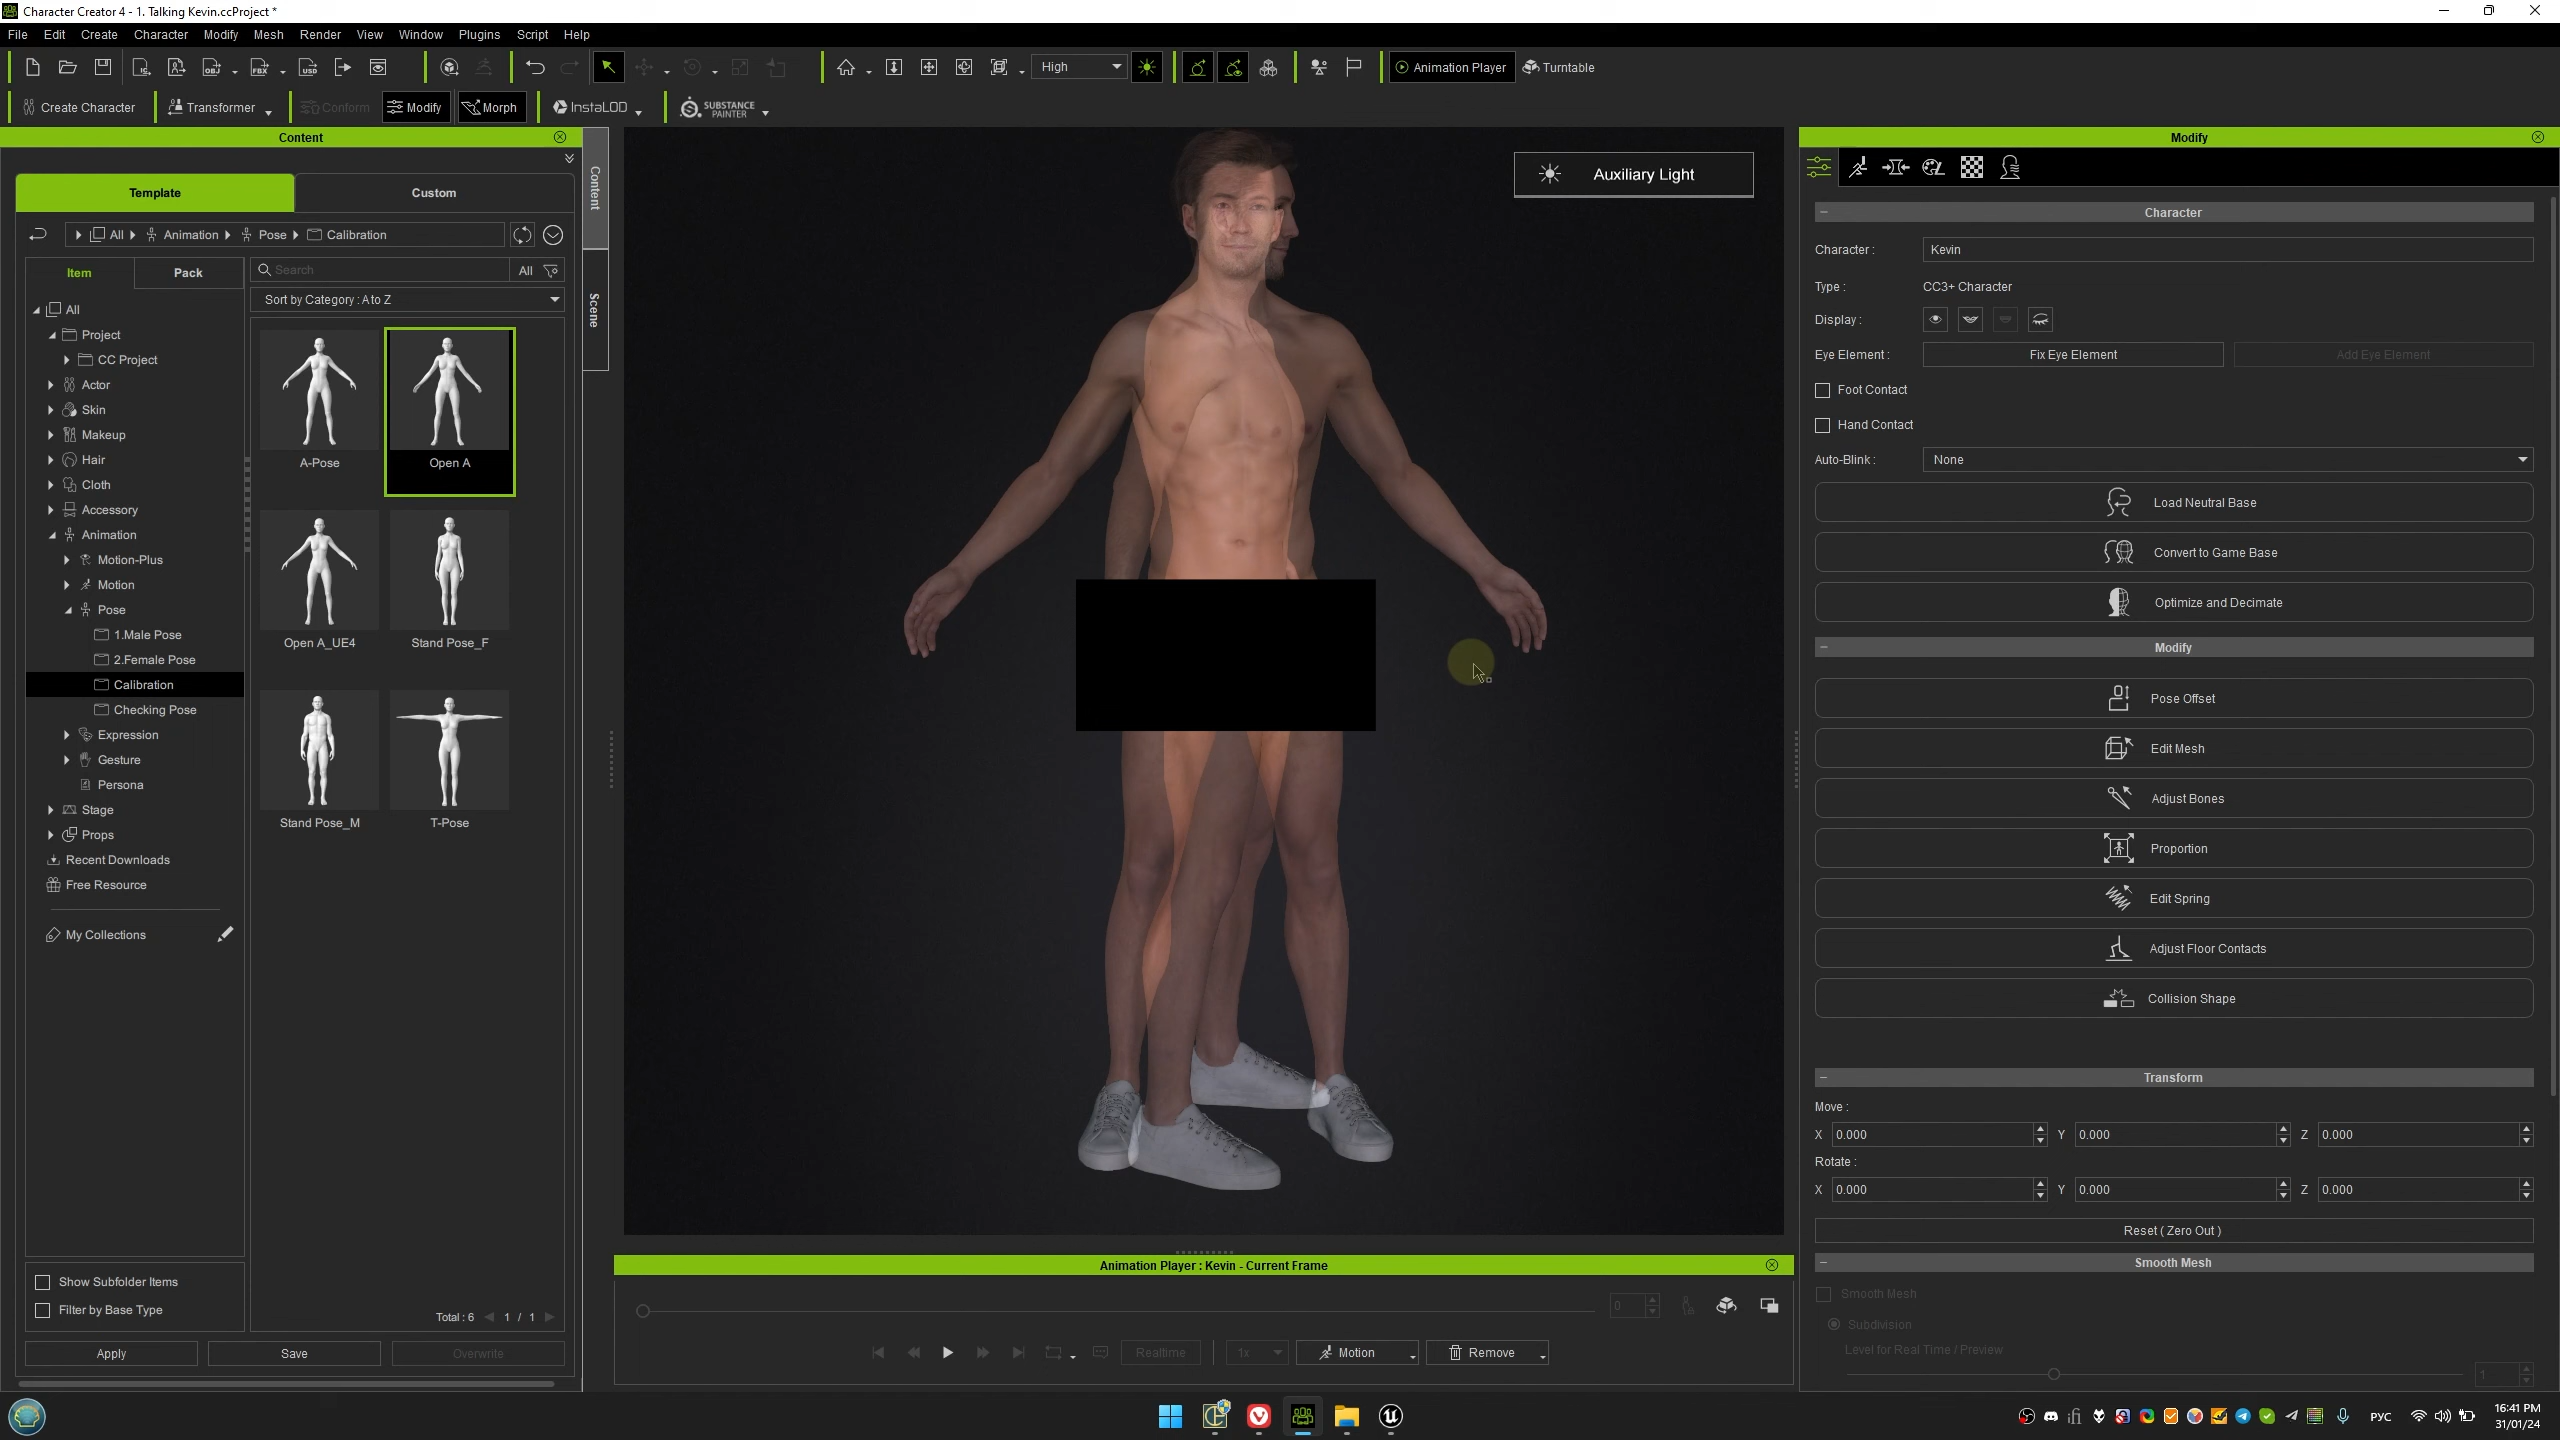 Character Creator 4 - 1. Talking Kevin.ccProject *
File Edit Create Character Modify Mesh Render View Window Plugins Script Help
High
Animation Player
Turntable
Create Character
Transformer
Conform
Modify
Morph
InstaLOD
SUBSTANCE PAINTER
Content
Template
Custom
All Animation Pose Calibration
Item
Pack
Search
All
Sort by Category : A to Z
All
Project
CC Project
Actor
Skin
Makeup
Hair
Cloth
Accessory
Animation
Motion-Plus
Motion
Pose
1.Male Pose
2.Female Pose
Calibration
Checking Pose
Expression
Gesture
Persona
Stage
Props
Recent Downloads
Free Resource
My Collections
A-Pose
Open A
Open A_UE4
Stand Pose_F
Stand Pose_M
T-Pose
Show Subfolder Items
Filter by Base Type
Total : 6 1 / 1
Apply
Save
Overwrite
Content
Scene
Auxiliary Light
Animation Player : Kevin - Current Frame
0
Realtime
1x
Motion
Remove
Modify
Character
Character : Kevin
Type : CC3+ Character
Display :
Eye Element : Fix Eye Element Add Eye Element
Foot Contact
Hand Contact
Auto-Blink : None
Load Neutral Base
Convert to Game Base
Optimize and Decimate
Modify
Pose Offset
Edit Mesh
Adjust Bones
Proportion
Edit Spring
Adjust Floor Contacts
Collision Shape
Transform
Move :
X 0.000 Y 0.000 Z 0.000
Rotate :
X 0.000 Y 0.000 Z 0.000
Reset ( Zero Out )
Smooth Mesh
Smooth Mesh
Subdivision
Level for Real Time / Preview
1
РУС
16:41 PM
31/01/24